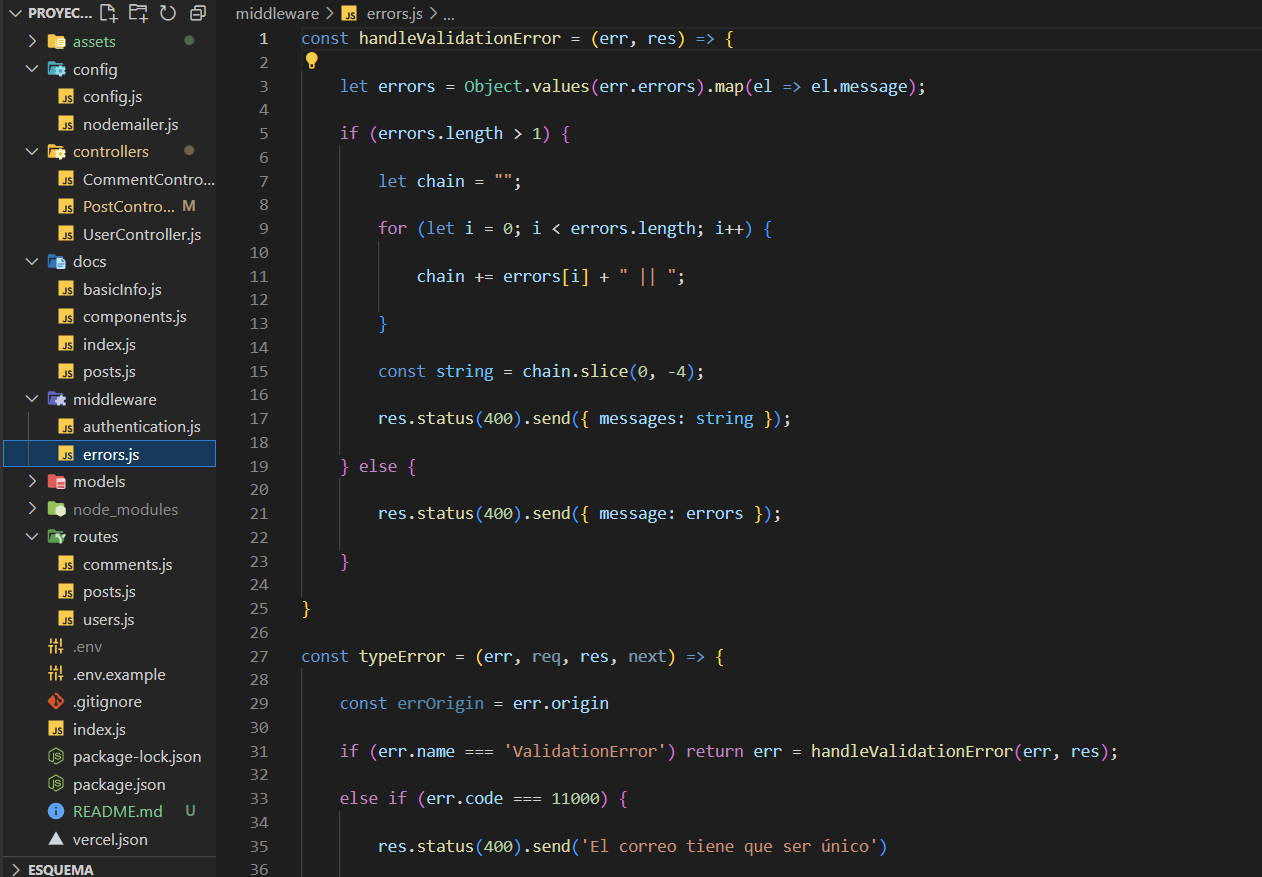 PROYEC...
assets
config
config.js
nodemailer.js
controllers
CommentContro...
PostContro... M
UserController.js
docs
basicInfo.js
components.js
index.js
posts.js
middleware
authentication.js
errors.js
models
node_modules
routes
comments.js
posts.js
users.js
.env
.env.example
.gitignore
index.js
package-lock.json
package.json
README.md U
vercel.json
ESQUEMA
middleware > JS errors.js > ...
1 const handleValidationError = (err, res) => {
2
3 let errors = Object.values(err.errors).map(el => el.message);
4
5 if (errors.length > 1) {
6
7 let chain = "";
8
9 for (let i = 0; i < errors.length; i++) {
10
11 chain += errors[i] + " || ";
12
13 }
14
15 const string = chain.slice(0, -4);
16
17 res.status(400).send({ messages: string });
18
19 } else {
20
21 res.status(400).send({ message: errors });
22
23 }
24
25 }
26
27 const typeError = (err, req, res, next) => {
28
29 const errOrigin = err.origin
30
31 if (err.name === 'ValidationError') return err = handleValidationError(err, res);
32
33 else if (err.code === 11000) {
34
35 res.status(400).send('El correo tiene que ser único')
36